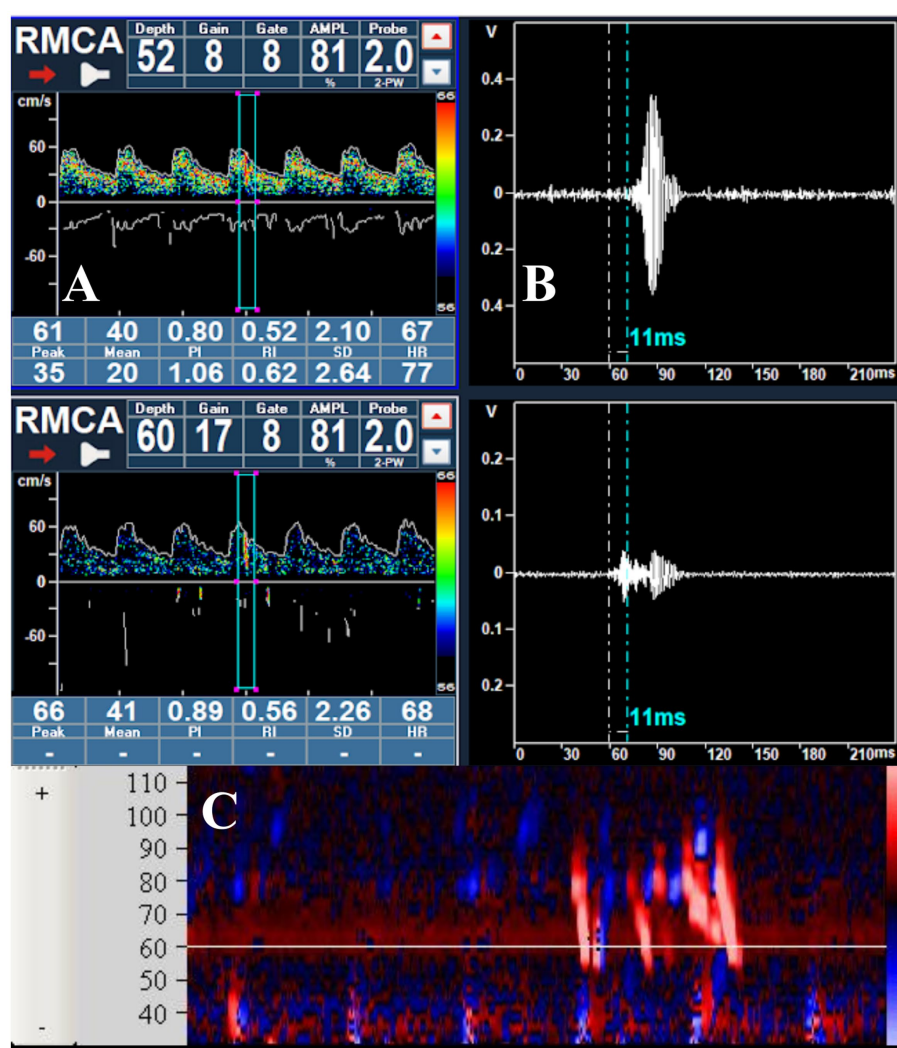 RMCA
Depth Gain Gate AMPL Probe
52 8 8 81 2.0
% 2-PW
cm/s
66
60
0
-60
56
A
61 40 0.80 0.52 2.10 67
Peak Mean PI RI SD HR
35 20 1.06 0.62 2.64 77
V
0.4
0.2
0
0.2
0.4
B
11ms
0 30 60 90 120 150 180 210ms
RMCA
Depth Gain Gate AMPL Probe
60 17 8 81 2.0
% 2-PW
cm/s
66
60
0
-60
56
66 41 0.89 0.56 2.26 68
Peak Mean PI RI SD HR
- - - - - -
V
0.2
0.1
0
0.1
0.2
11ms
0 30 60 90 120 150 180 210ms
+
-
C
110
100
90
80
70
60
50
40